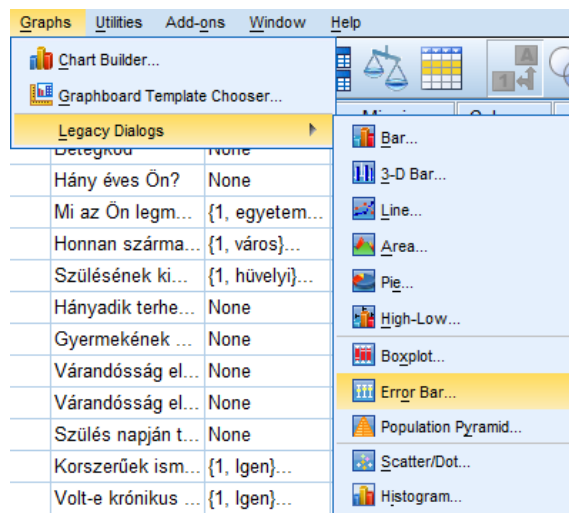 Graphs Utilities Add-ons Window Help
Chart Builder...
Graphboard Template Chooser...
Legacy Dialogs
Betegkód None
Hány éves Ön? None
Mi az Ön legm... {1, egyetem...
Honnan szárma... {1, város}...
Szülésének ki... {1, hüvelyi}...
Hányadik terhe... None
Gyermekének ... None
Várandósság el... None
Várandósság el... None
Szülés napján t... None
Korszerűek ism... {1, Igen}...
Volt-e krónikus ... {1, Igen}...
Bar...
3-D Bar...
Line...
Area...
Pie...
High-Low...
Boxplot...
Error Bar...
Population Pyramid...
Scatter/Dot...
Histogram...